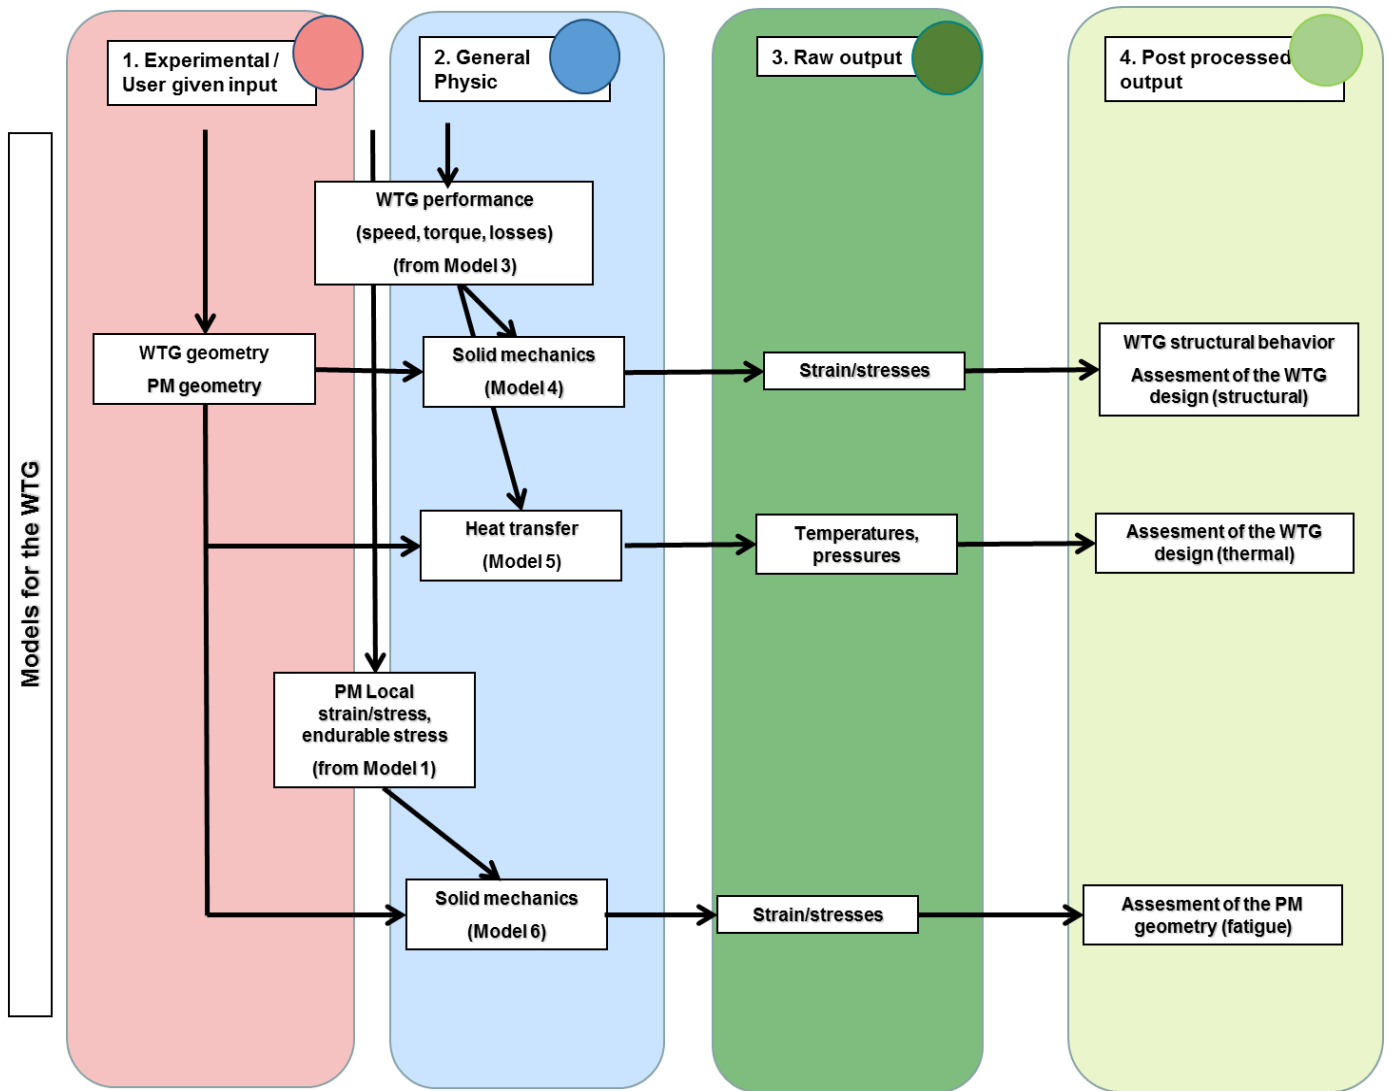 1. Experimental /
User given input
2. General
Physic
3. Raw output
4. Post processed
output
Models for the WTG
WTG performance
(speed, torque, losses)
(from Model 3)
WTG geometry
PM geometry
Solid mechanics
(Model 4)
Strain/stresses
WTG structural behavior
Assesment of the WTG
design (structural)
Heat transfer
(Model 5)
Temperatures,
pressures
Assesment of the WTG
design (thermal)
PM Local
strain/stress,
endurable stress
(from Model 1)
Solid mechanics
(Model 6)
Strain/stresses
Assesment of the PM
geometry (fatigue)